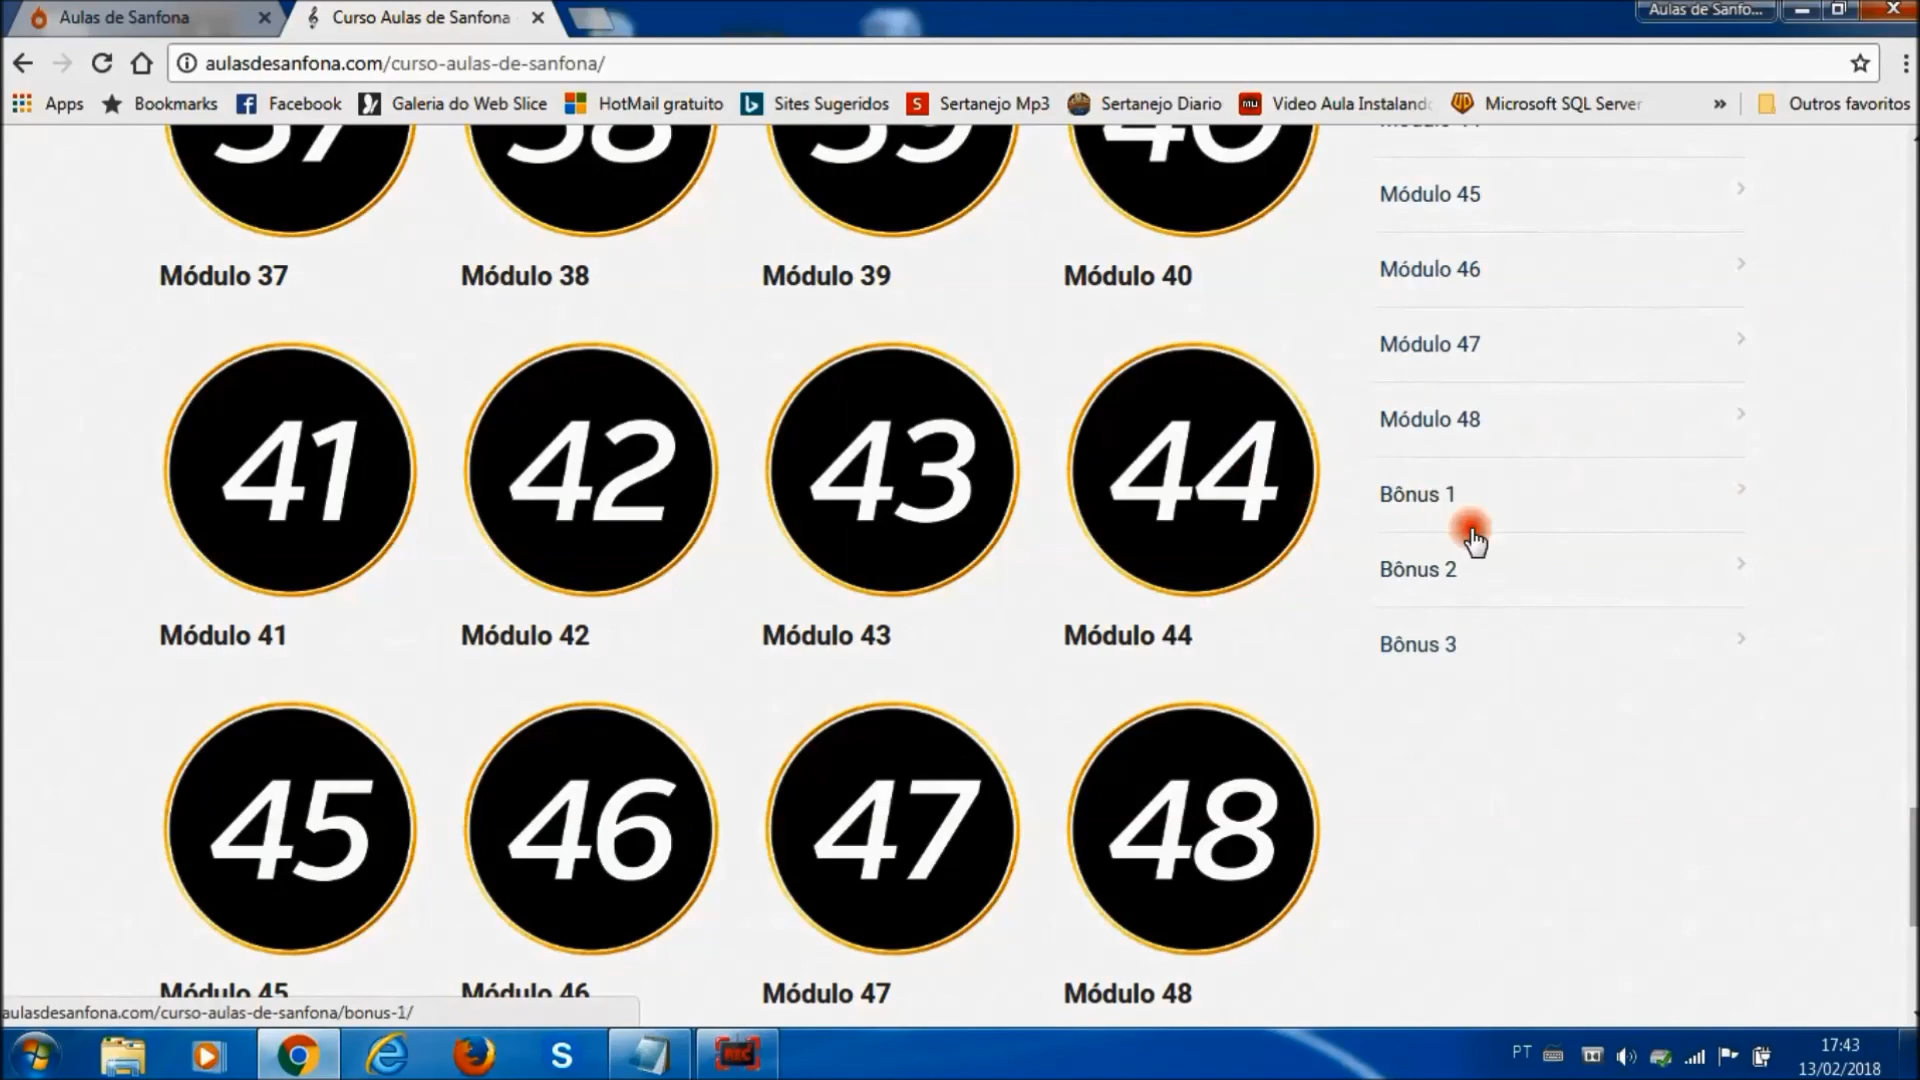 Aulas de Sanfona
Curso Aulas de Sanfona
Aulas de Sanfo...
aulasdesanfona.com/curso-aulas-de-sanfona/
Apps Bookmarks Facebook Galeria do Web Slice HotMail gratuito Sites Sugeridos Sertanejo Mp3 Sertanejo Diario Video Aula Instaland Microsoft SQL Server » Outros favoritos
37 38 39 40
Módulo 37 Módulo 38 Módulo 39 Módulo 40
41 42 43 44
Módulo 41 Módulo 42 Módulo 43 Módulo 44
45 46 47 48
Módulo 45 Módulo 46 Módulo 47 Módulo 48
Módulo 45
Módulo 46
Módulo 47
Módulo 48
Bônus 1
Bônus 2
Bônus 3
aulasdesanfona.com/curso-aulas-de-sanfona/bonus-1/
REC
PT
17:43
13/02/2018